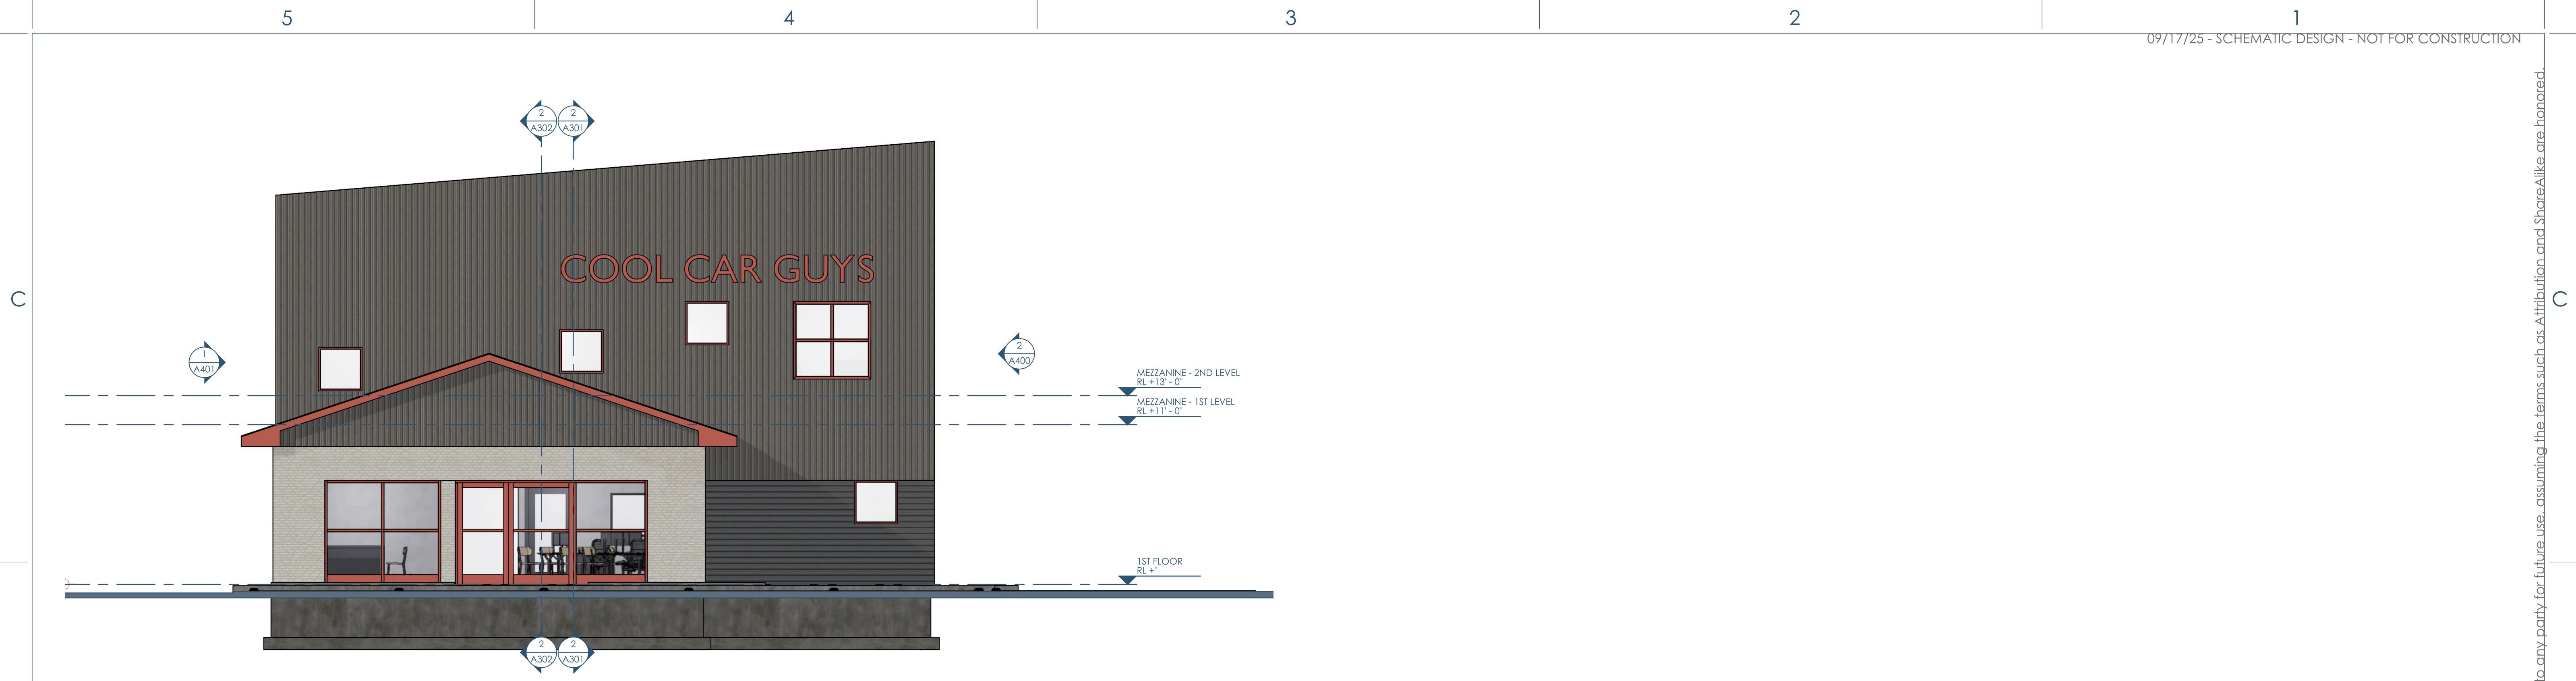 5 4 3 2 1
09/17/25 - SCHEMATIC DESIGN - NOT FOR CONSTRUCTION
2 2
A302 A301
COOL CAR GUYS
C C
1
A401
2
A400
MEZZANINE - 2ND LEVEL
RL +13' - 0"
MEZZANINE - 1ST LEVEL
RL +11' - 0"
1ST FLOOR
RL +"
2 2
A302 A301
to any party for future use, assuming the terms such as Attribution and ShareAlike are honored.